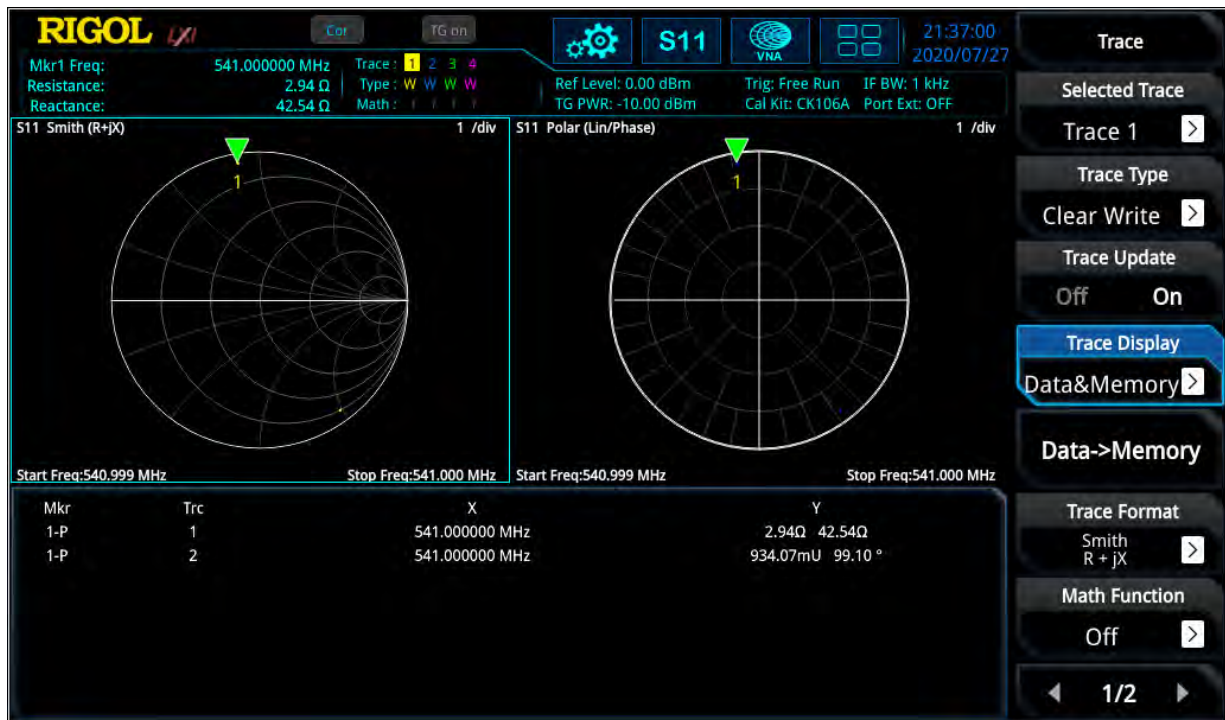 RIGOL LXI Cor TG on S11 VNA 21:37:00
2020/07/27
Mkr1 Freq: 541.000000 MHz Trace: 1 2 3 4
Resistance: 2.94 Ω Type: W W W W
Reactance: 42.54 Ω Math: / / / /
Ref Level: 0.00 dBm Trig: Free Run IF BW: 1 kHz
TG PWR: -10.00 dBm Cal Kit: CK106A Port Ext: OFF
S11 Smith (R+jX) 1 /div
1
Start Freq:540.999 MHz Stop Freq:541.000 MHz
S11 Polar (Lin/Phase) 1 /div
1
Start Freq:540.999 MHz Stop Freq:541.000 MHz
Mkr Trc X Y
1-P 1 541.000000 MHz 2.94Ω 42.54Ω
1-P 2 541.000000 MHz 934.07mU 99.10 °
Trace
Selected Trace
Trace 1 >
Trace Type
Clear Write >
Trace Update
Off On
Trace Display
Data&Memory >
Data->Memory
Trace Format
Smith
R + jX >
Math Function
Off >
1/2